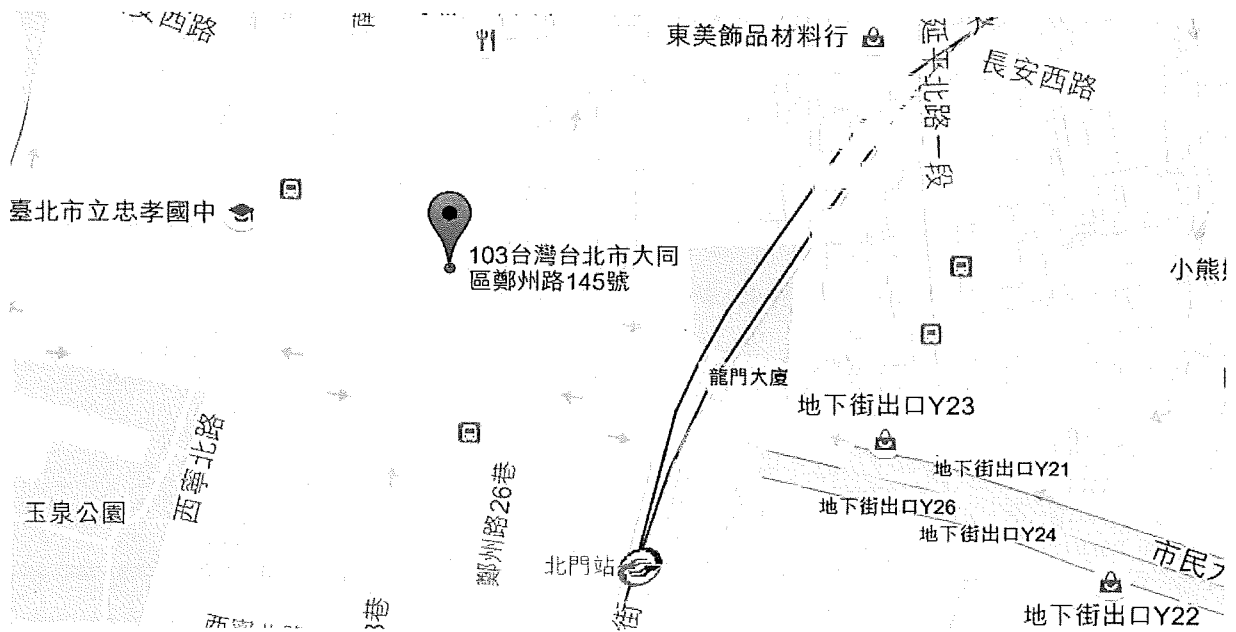 東美飾品材料行
長安西路
延平北路一段
臺北市立忠孝國中
103台灣台北市大同
區鄭州路145號
龍門大廈
地下街出口Y23
地下街出口Y21
地下街出口Y26
地下街出口Y24
西寧北路
玉泉公園
鄭州路26巷
北門站
市民
地下街出口Y22
街
巷